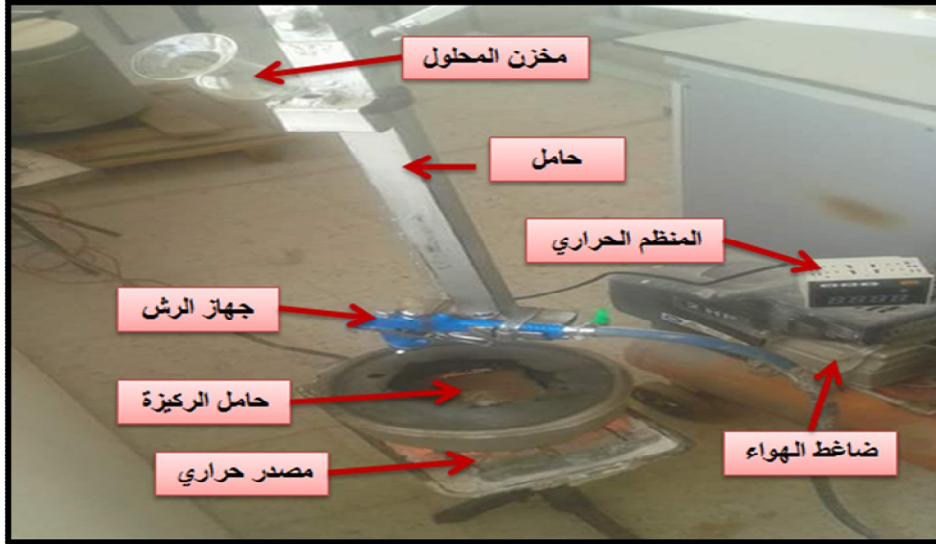 مخزن المحلول
حامل
المنظم الحراري
جهاز الرش
حامل الركيزة
ضاغط الهواء
مصدر حراري